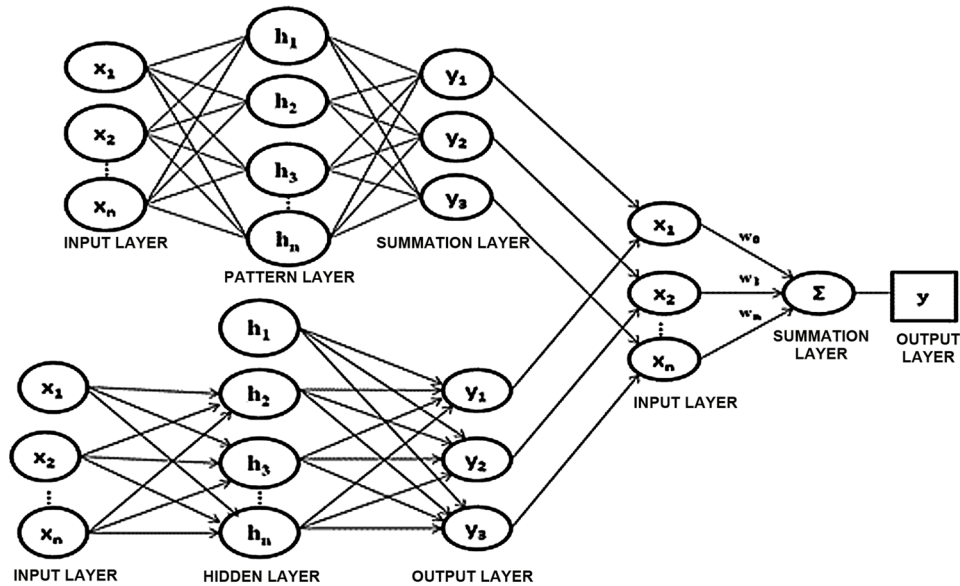 x₁
x₂
xₙ
INPUT LAYER
h₁
h₂
h₃
hₙ
PATTERN LAYER
y₁
y₂
y₃
SUMMATION LAYER
x₁
x₂
xₙ
INPUT LAYER
h₁
h₂
h₃
hₙ
HIDDEN LAYER
y₁
y₂
y₃
OUTPUT LAYER
x₁
x₂
xₙ
INPUT LAYER
w₀
w₁
wₙ
Σ
SUMMATION
LAYER
y
OUTPUT
LAYER